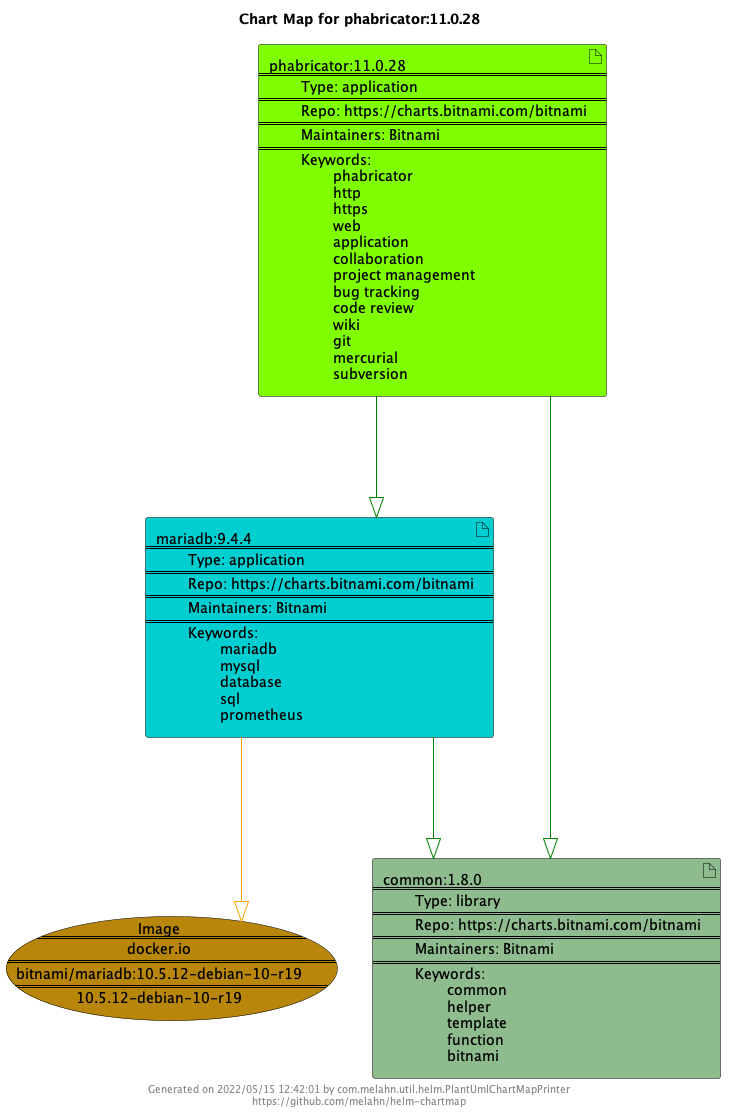 Chart Map for phabricator:11.0.28
phabricator:11.0.28
Type: application
Repo: https://charts.bitnami.com/bitnami
Maintainers: Bitnami
Keywords:
phabricator
http
https
web
application
collaboration
project management
bug tracking
code review
wiki
git
mercurial
subversion
mariadb:9.4.4
Type: application
Repo: https://charts.bitnami.com/bitnami
Maintainers: Bitnami
Keywords:
mariadb
mysql
database
sql
prometheus
Image
docker.io
bitnami/mariadb:10.5.12-debian-10-r19
10.5.12-debian-10-r19
common:1.8.0
Type: library
Repo: https://charts.bitnami.com/bitnami
Maintainers: Bitnami
Keywords:
common
helper
template
function
bitnami
Generated on 2022/05/15 12:42:01 by com.melahn.util.helm.PlantUmlChartMapPrinter
https://github.com/melahn/helm-chartmap